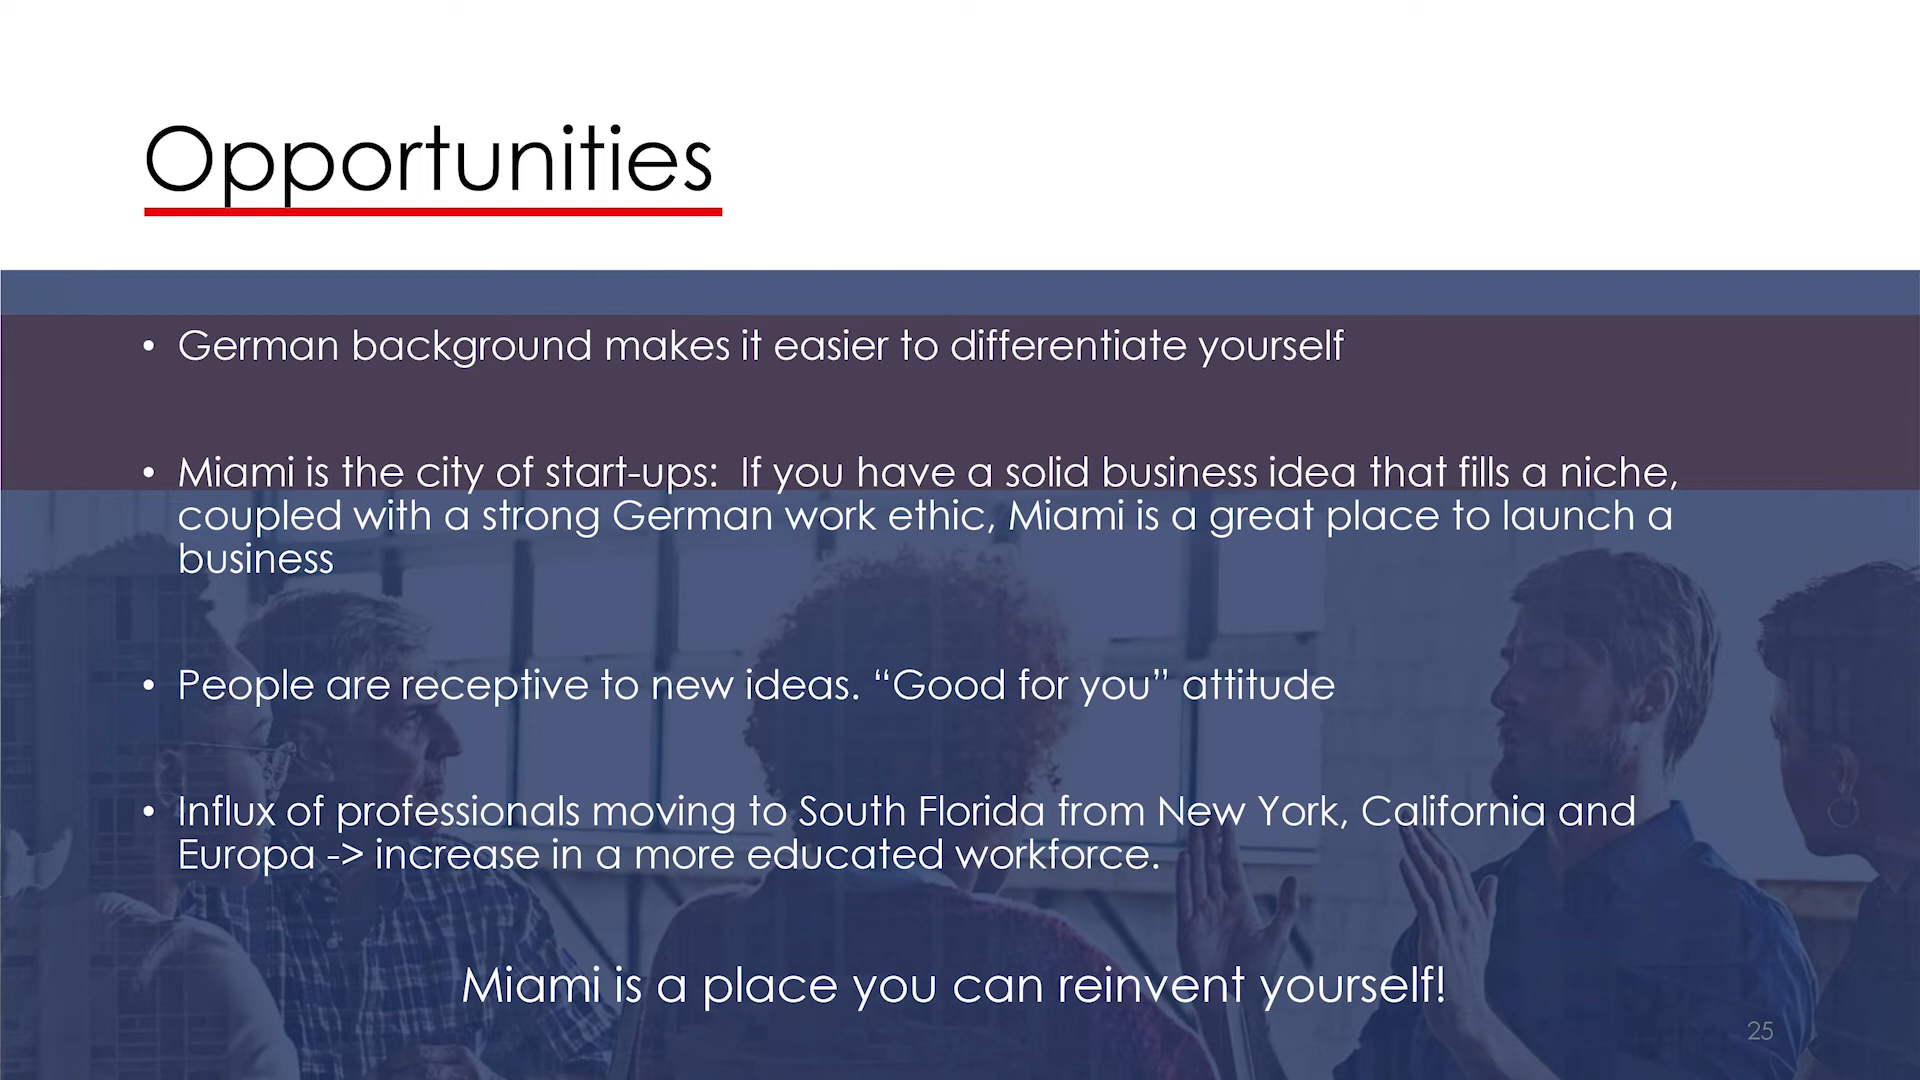 Opportunities
• German background makes it easier to differentiate yourself
• Miami is the city of start-ups:  If you have a solid business idea that fills a niche,
coupled with a strong German work ethic, Miami is a great place to launch a
business
• People are receptive to new ideas. “Good for you” attitude
• Influx of professionals moving to South Florida from New York, California and
Europa -> increase in a more educated workforce.
Miami is a place you can reinvent yourself!
25